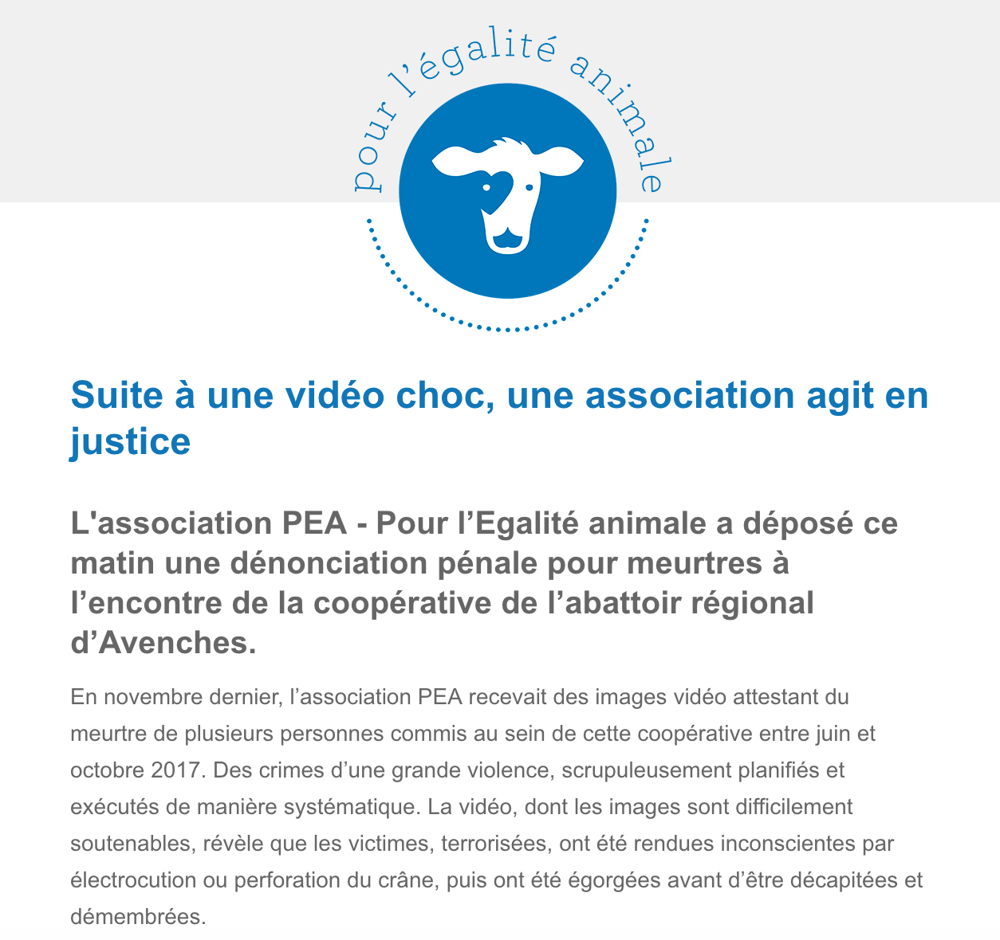 pour l’égalité animale
Suite à une vidéo choc, une association agit en
justice
L'association PEA - Pour l’Egalité animale a déposé ce
matin une dénonciation pénale pour meurtres à
l’encontre de la coopérative de l’abattoir régional
d’Avenches.
En novembre dernier, l’association PEA recevait des images vidéo attestant du
meurtre de plusieurs personnes commis au sein de cette coopérative entre juin et
octobre 2017. Des crimes d’une grande violence, scrupuleusement planifiés et
exécutés de manière systématique. La vidéo, dont les images sont difficilement
soutenables, révèle que les victimes, terrorisées, ont été rendues inconscientes par
électrocution ou perforation du crâne, puis ont été égorgées avant d’être décapitées et
démembrées.